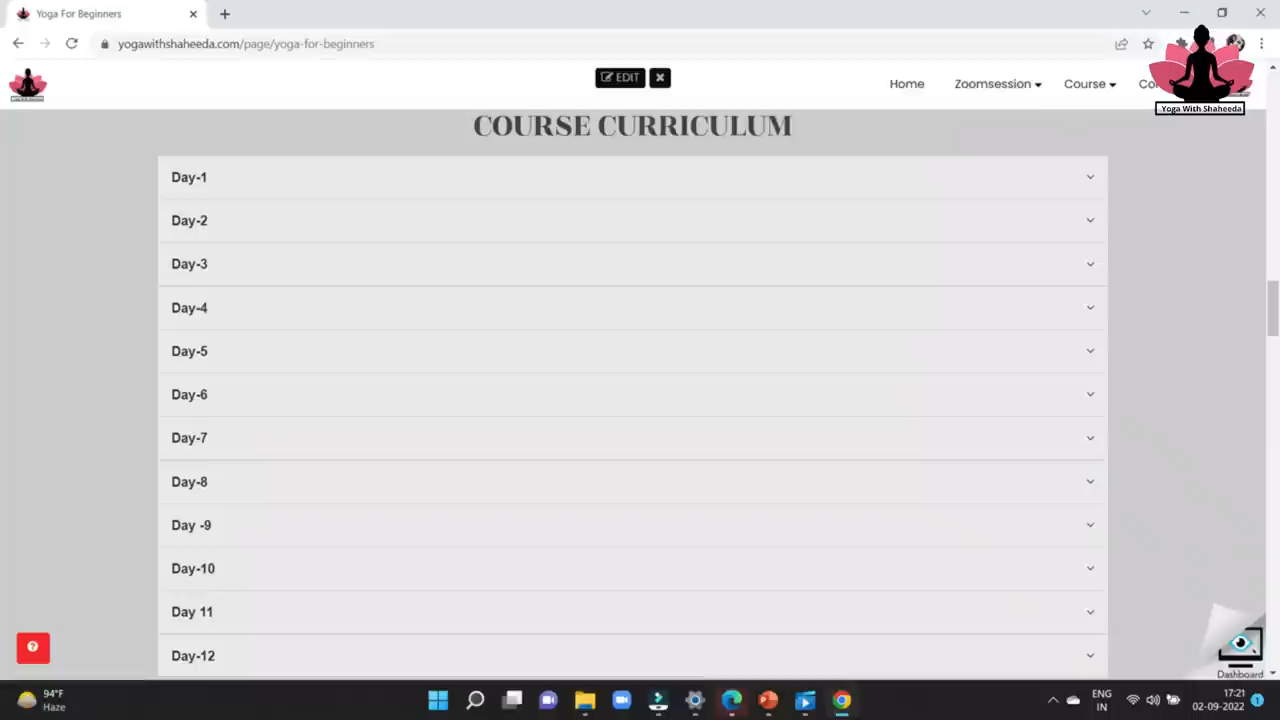 Yoga For Beginners
yogawithshaheeda.com/page/yoga-for-beginners
EDIT
Home Zoomsession Course Co
Yoga With Shaheeda
COURSE CURRICULUM
Day-1
Day-2
Day-3
Day-4
Day-5
Day-6
Day-7
Day-8
Day -9
Day-10
Day 11
Day-12
Dashboard
94°F
Haze
ENG
IN
17:21
02-09-2022
1